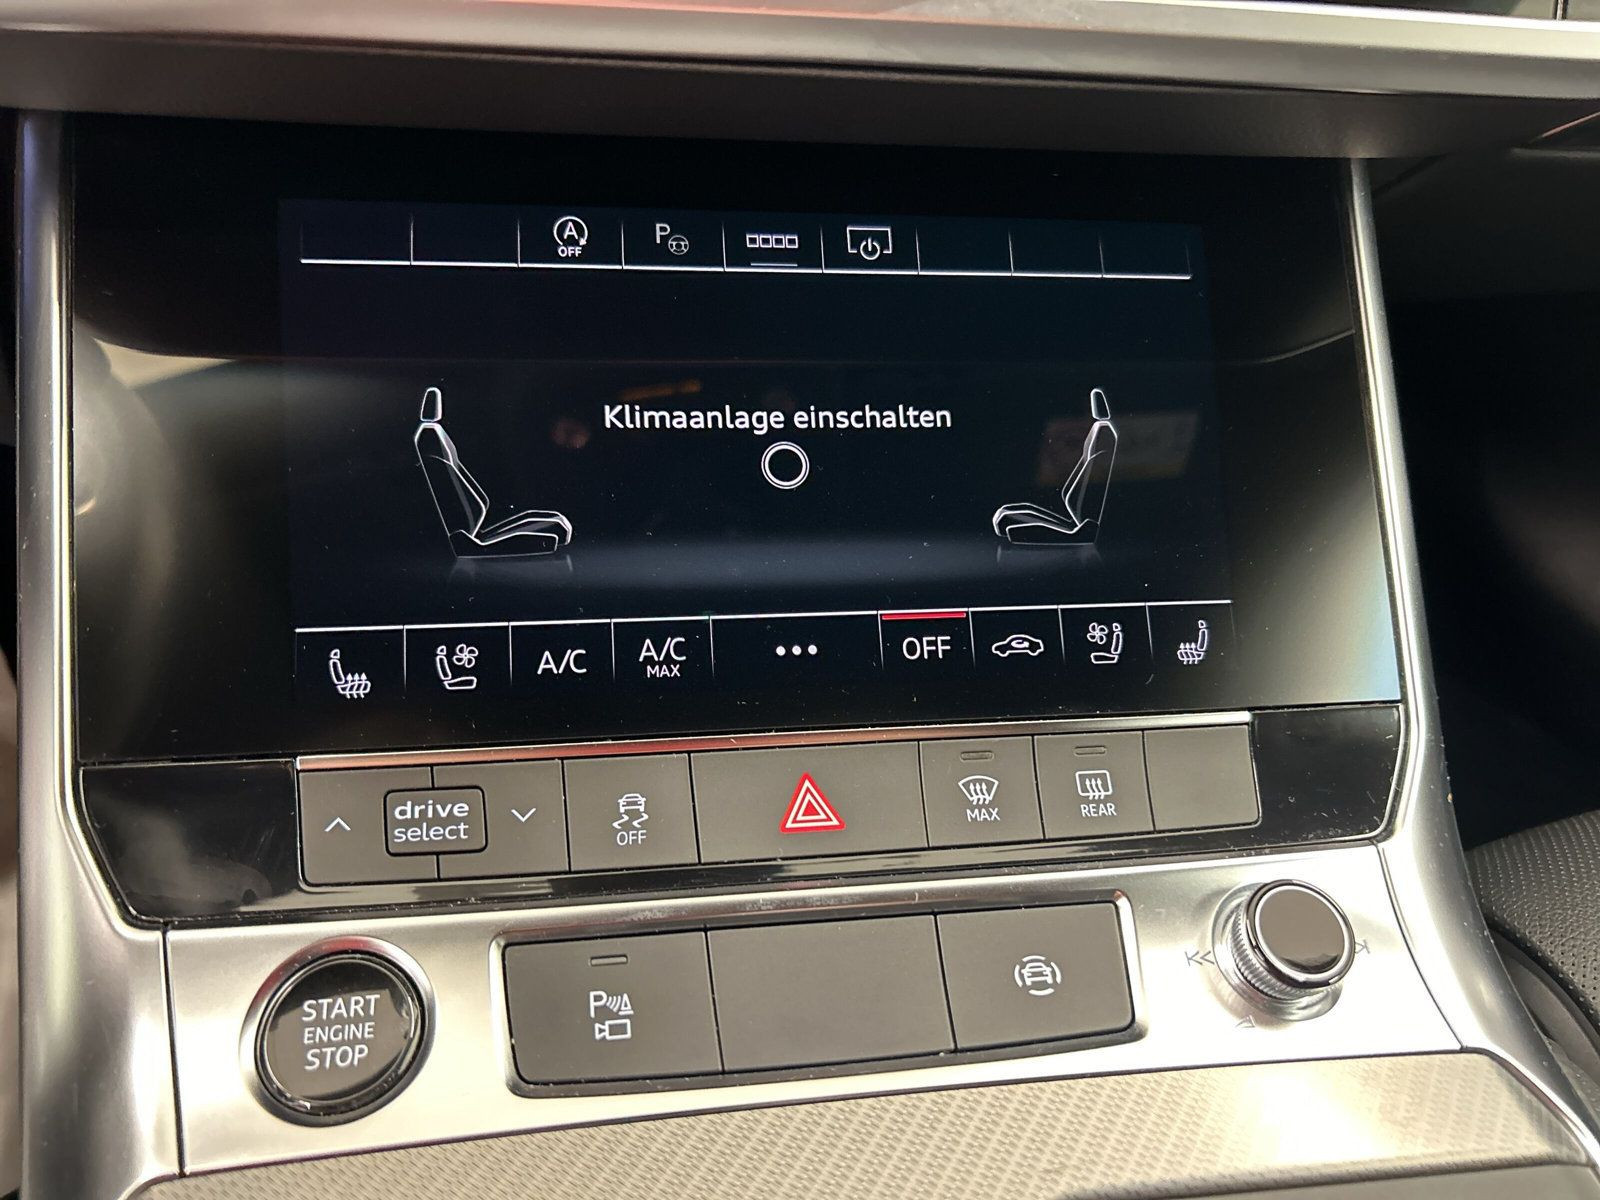 A
OFF
P
Klimaanlage einschalten
A/C
A/C
MAX
•••
OFF
drive
select
OFF
MAX
REAR
START
ENGINE
STOP
P